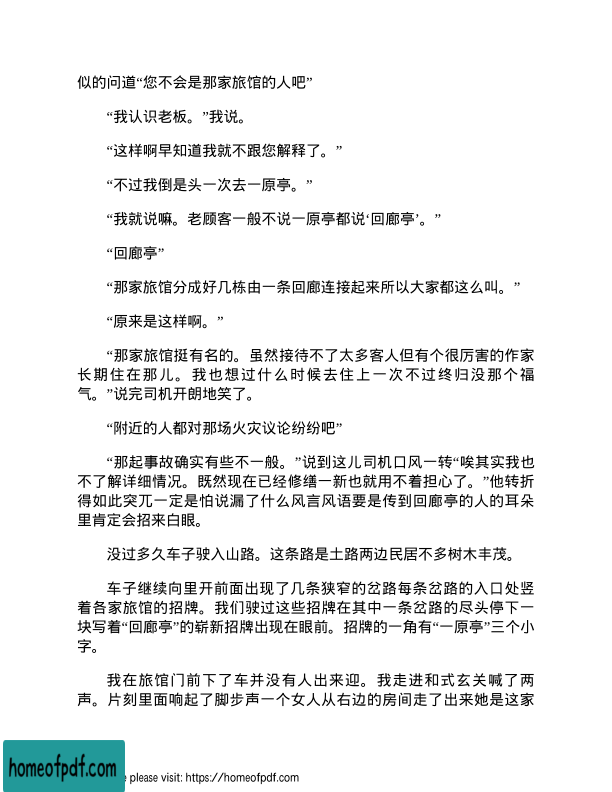 似的问道“您不会是那家旅馆的人吧”
“我认识老板。”我说。
“这样啊早知道我就不跟您解释了。”
“不过我倒是头一次去一原亭。”
“我就说嘛。老顾客一般不说一原亭都说‘回廊亭’。”
“回廊亭”
“那家旅馆分成好几栋由一条回廊连接起来所以大家都这么叫。”
“原来是这样啊。”
“那家旅馆挺有名的。虽然接待不了太多客人但有个很厉害的作家
长期住在那儿。我也想过什么时候去住上一次不过终归没那个福
气。”说完司机开朗地笑了。
“附近的人都对那场火灾议论纷纷吧”
“那起事故确实有些不一般。”说到这儿司机口风一转“唉其实我也
不了解详细情况。既然现在已经修缮一新也就用不着担心了。”他转折
得如此突兀一定是怕说漏了什么风言风语要是传到回廊亭的人的耳朵
里肯定会招来白眼。
没过多久车子驶入山路。这条路是土路两边民居不多树木丰茂。
车子继续向里开前面出现了几条狭窄的岔路每条岔路的入口处竖
着各家旅馆的招牌。我们驶过这些招牌在其中一条岔路的尽头停下一
块写着“回廊亭”的崭新招牌出现在眼前。招牌的一角有“一原亭”三个小
字。
我在旅馆门前下了车并没有人出来迎。我走进和式玄关喊了两
声。片刻里面响起了脚步声一个女人从右边的房间走了出来她是这家
homeofpdf.com
e please visit: https://homeofpdf.com